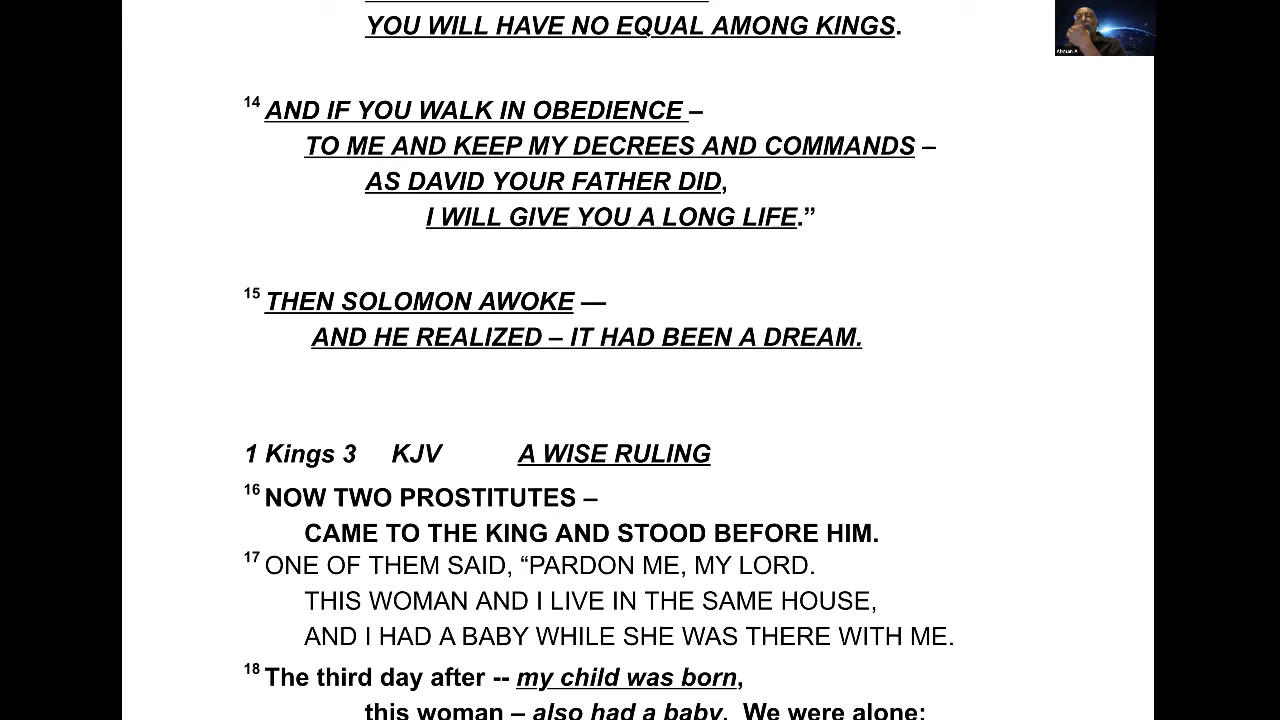 YOU WILL HAVE NO EQUAL AMONG KINGS.
14 AND IF YOU WALK IN OBEDIENCE –
TO ME AND KEEP MY DECREES AND COMMANDS –
AS DAVID YOUR FATHER DID,
I WILL GIVE YOU A LONG LIFE.”
15 THEN SOLOMON AWOKE —
AND HE REALIZED – IT HAD BEEN A DREAM.
1 Kings 3 KJV A WISE RULING
16 NOW TWO PROSTITUTES –
CAME TO THE KING AND STOOD BEFORE HIM.
17 ONE OF THEM SAID, “PARDON ME, MY LORD.
THIS WOMAN AND I LIVE IN THE SAME HOUSE,
AND I HAD A BABY WHILE SHE WAS THERE WITH ME.
18 The third day after -- my child was born,
this woman – also had a baby. We were alone;